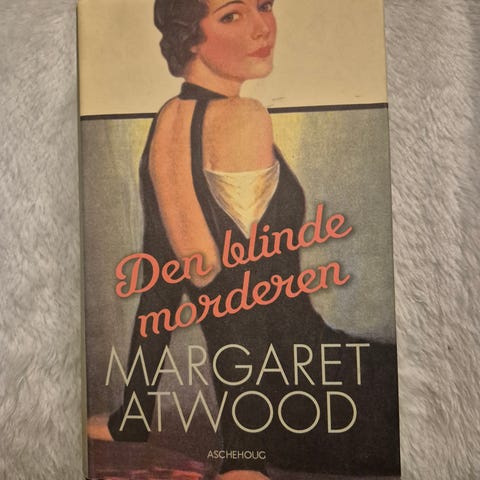 Den blinde
morderen
MARGARET
ATWOOD
ASCHEHOUG